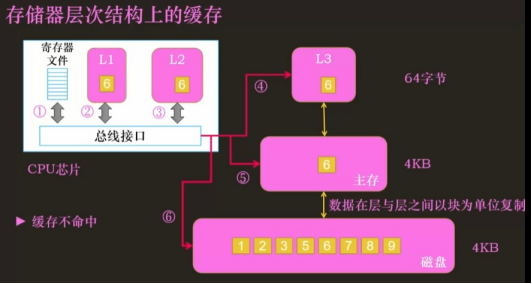 存储器层次结构上的缓存
寄存器
文件
L1
6
L2
6
L3
6
64字节
①
②
③
④
总线接口
CPU芯片
⑤
6
主存
4KB
⑥
数据在层与层之间以块为单位复制
▶ 缓存不命中
1 2 3 5 6 7 8 9
磁盘
4KB